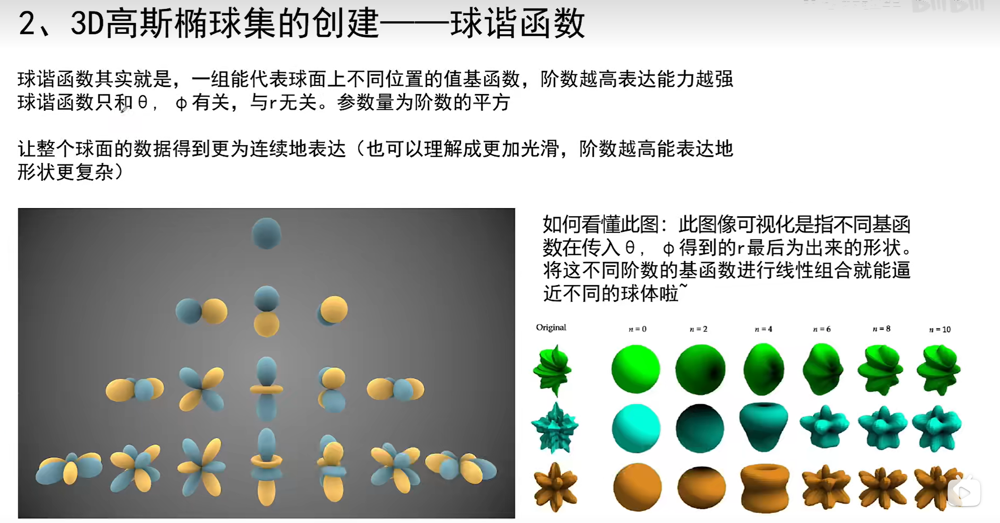 2、3D高斯椭球集的创建——球谐函数
球谐函数其实就是，一组能代表球面上不同位置的值基函数，阶数越高表达能力越强
球谐函数只和θ，φ有关，与r无关。参数量为阶数的平方
让整个球面的数据得到更为连续地表达（也可以理解成更加光滑，阶数越高能表达地
形状更复杂）
如何看懂此图：此图像可视化是指不同基函
数在传入θ，φ得到的r最后为出来的形状。
将这不同阶数的基函数进行线性组合就能逼
近不同的球体啦~
Original n = 0 n = 2 n = 4 n = 6 n = 8 n = 10